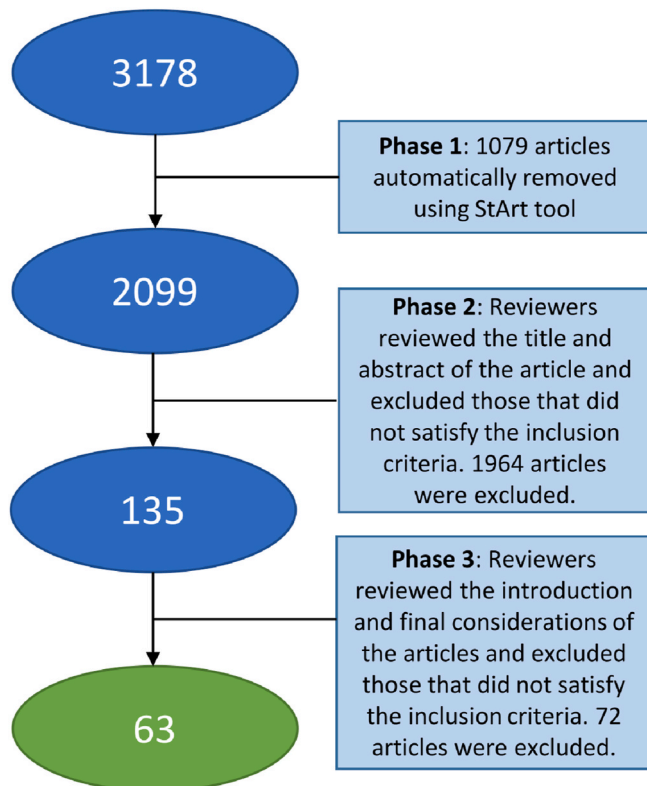 3178
Phase 1: 1079 articles
automatically removed
using StArt tool
2099
Phase 2: Reviewers
reviewed the title and
abstract of the article and
excluded those that did
not satisfy the inclusion
criteria. 1964 articles
were excluded.
135
Phase 3: Reviewers
reviewed the introduction
and final considerations of
the articles and excluded
those that did not satisfy
the inclusion criteria. 72
articles were excluded.
63